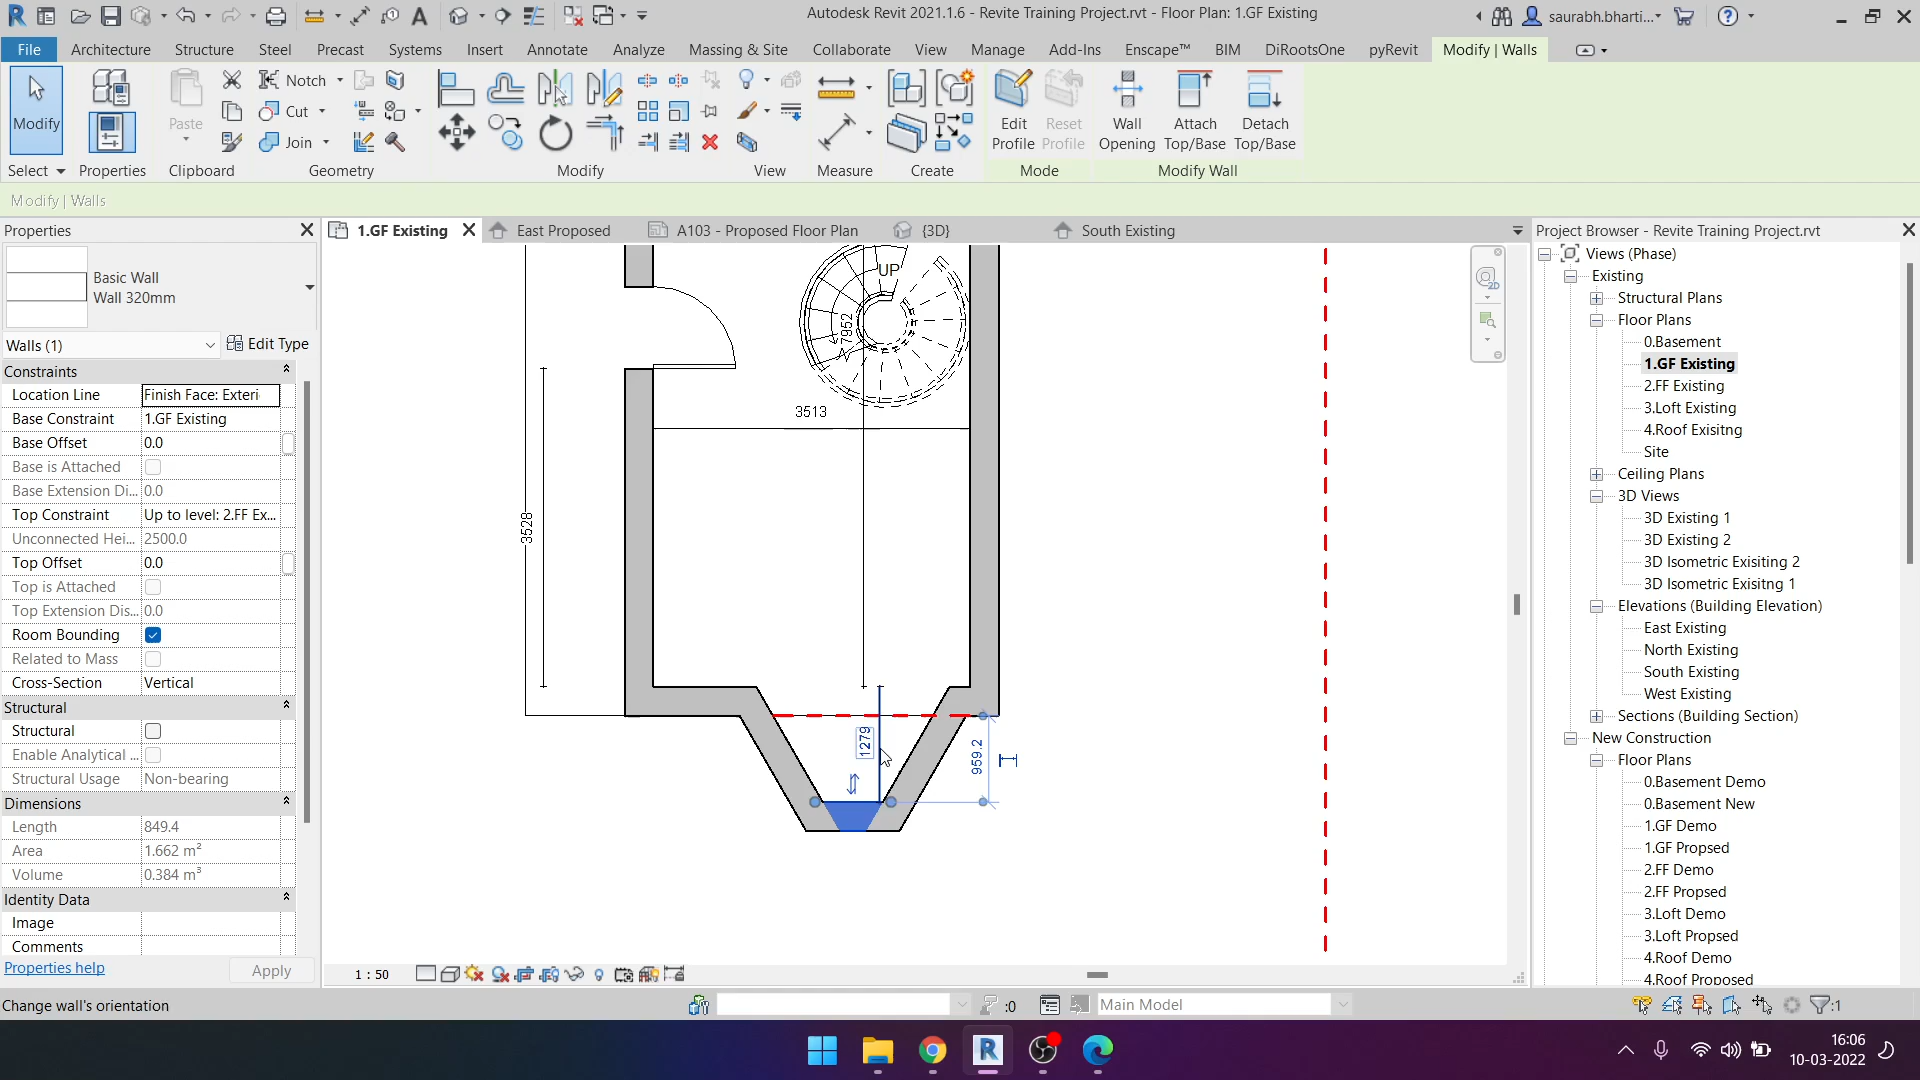 Autodesk Revit 2021.1.6 - Revite Training Project.rvt - Floor Plan: 1.GF Existing
saurabh.bharti...
File Architecture Structure Steel Precast Systems Insert Annotate Analyze Massing & Site Collaborate View Manage Add-Ins Enscape™ BIM DiRootsOne pyRevit Modify | Walls
Modify
Paste
Notch
Cut
Join
Edit Profile
Reset Profile
Wall Opening
Attach Top/Base
Detach Top/Base
Select Properties Clipboard Geometry Modify View Measure Create Mode Modify Wall
Modify | Walls
Properties
1.GF Existing
East Proposed
A103 - Proposed Floor Plan
{3D}
South Existing
Project Browser - Revite Training Project.rvt
Basic Wall
Wall 320mm
Walls (1)
Edit Type
Constraints
Location Line Finish Face: Exteri
Base Constraint 1.GF Existing
Base Offset 0.0
Base is Attached
Base Extension Di... 0.0
Top Constraint Up to level: 2.FF Ex...
Unconnected Hei... 2500.0
Top Offset 0.0
Top is Attached
Top Extension Dis... 0.0
Room Bounding
Related to Mass
Cross-Section Vertical
Structural
Structural
Enable Analytical ...
Structural Usage Non-bearing
Dimensions
Length 849.4
Area 1.662 m²
Volume 0.384 m³
Identity Data
Image
Comments
Properties help
Apply
UP
7952
3513
3528
1279
959.2
2D
Views (Phase)
Existing
Structural Plans
Floor Plans
0.Basement
1.GF Existing
2.FF Existing
3.Loft Existing
4.Roof Exisitng
Site
Ceiling Plans
3D Views
3D Existing 1
3D Existing 2
3D Isometric Exisiting 2
3D Isometric Exisitng 1
Elevations (Building Elevation)
East Existing
North Existing
South Existing
West Existing
Sections (Building Section)
New Construction
Floor Plans
0.Basement Demo
0.Basement New
1.GF Demo
1.GF Propsed
2.FF Demo
2.FF Propsed
3.Loft Demo
3.Loft Propsed
4.Roof Demo
4.Roof Proposed
1 : 50
Change wall's orientation
:0
Main Model
:1
16:06
10-03-2022